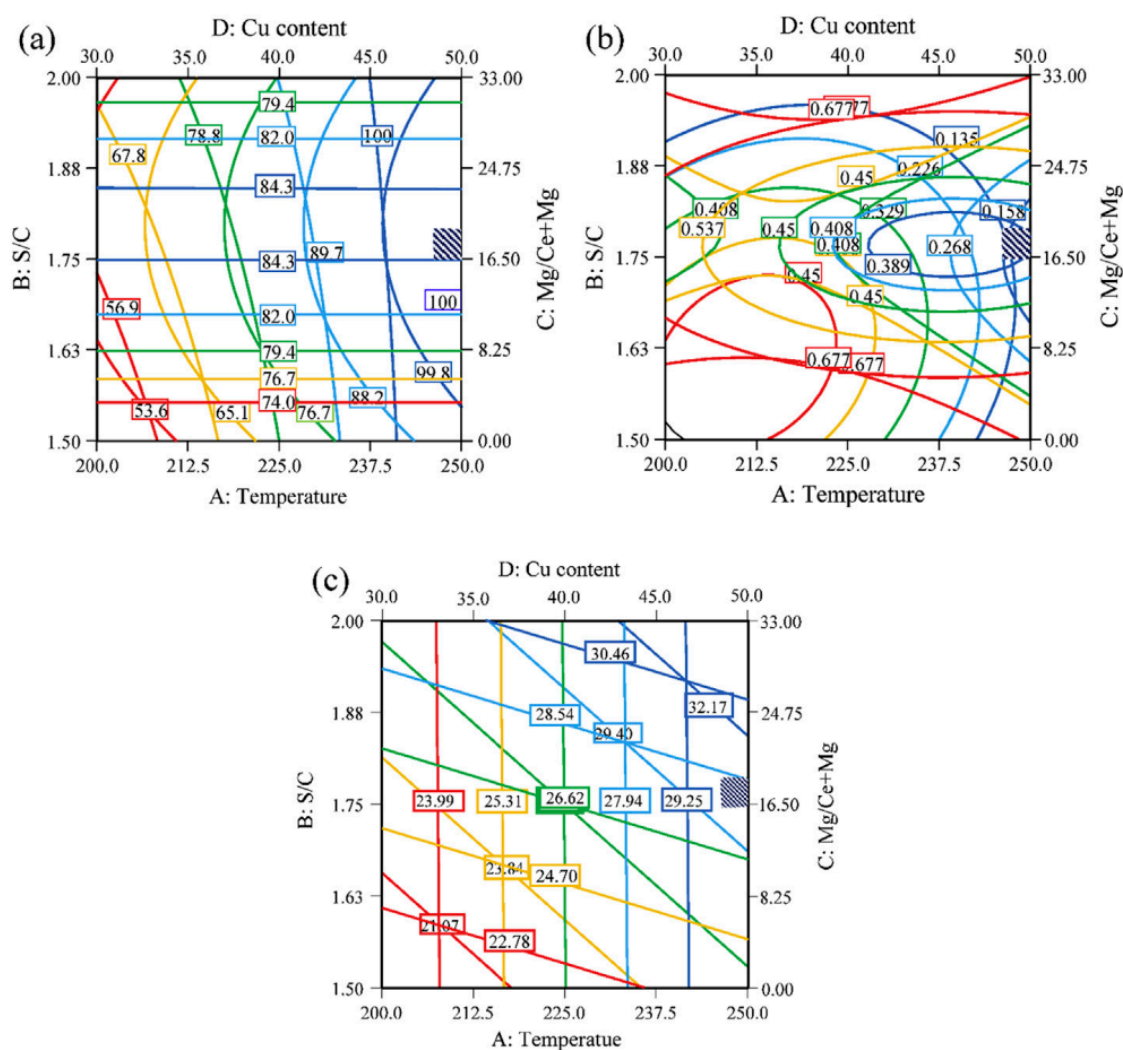 (a)
D: Cu content
30.0 35.0 40.0 45.0 50.0
2.00 33.00
79.4
78.8 82.0 100
67.8
1.88 24.75
84.3
B: S/C
C: Mg/Ce+Mg
89.7
1.75 84.3 16.50
56.9 100
82.0
1.63 79.4 8.25
76.7 99.8
74.0 88.2
53.6 65.1 76.7
1.50 0.00
200.0 212.5 225.0 237.5 250.0
A: Temperature
(b)
D: Cu content
30.0 35.0 40.0 45.0 50.0
2.00 33.00
0.677
0.135
1.88 0.226 24.75
0.45
0.408 0.329 0.158
0.537 0.45 0.408
B: S/C
C: Mg/Ce+Mg
0.408 0.268
1.75 0.389 16.50
0.45
0.45
1.63 8.25
0.677 0.677
1.50 0.00
200.0 212.5 225.0 237.5 250.0
A: Temperature
(c)
D: Cu content
30.0 35.0 40.0 45.0 50.0
2.00 33.00
30.46
1.88 28.54 32.17 24.75
29.40
B: S/C
C: Mg/Ce+Mg
1.75 23.99 25.31 26.62 27.94 29.25 16.50
23.84 24.70
1.63 8.25
21.07 22.78
1.50 0.00
200.0 212.5 225.0 237.5 250.0
A: Temperatue